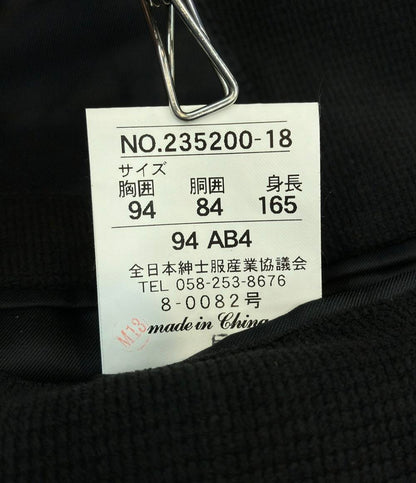 NO.235200-18
サイズ
胸囲 胴囲 身長
94 84 165
94 AB4
全日本紳士服産業協議会
TEL 058-253-8676
8-0082号
made in China
M13